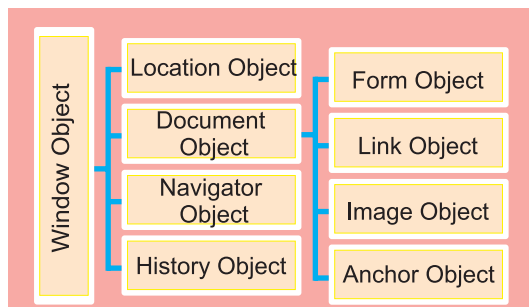 Window Object
Location Object
Document
Object
Navigator
Object
History Object
Form Object
Link Object
Image Object
Anchor Object